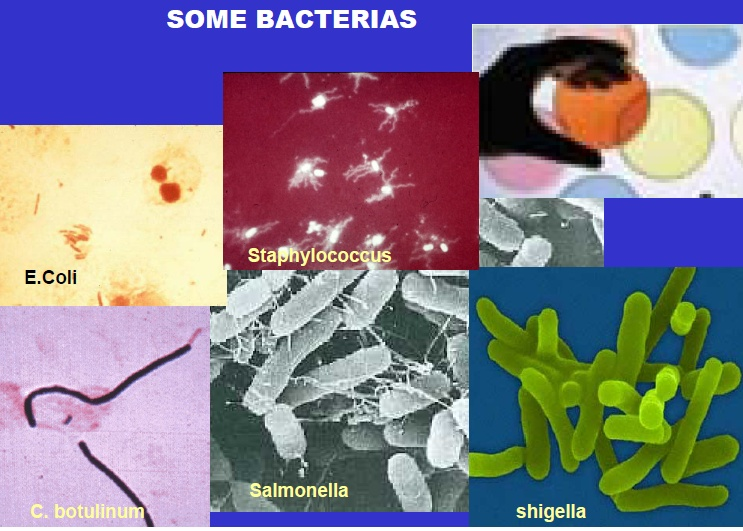 SOME BACTERIAS
Staphylococcus
E.Coli
Salmonella
C. botulinum
shigella